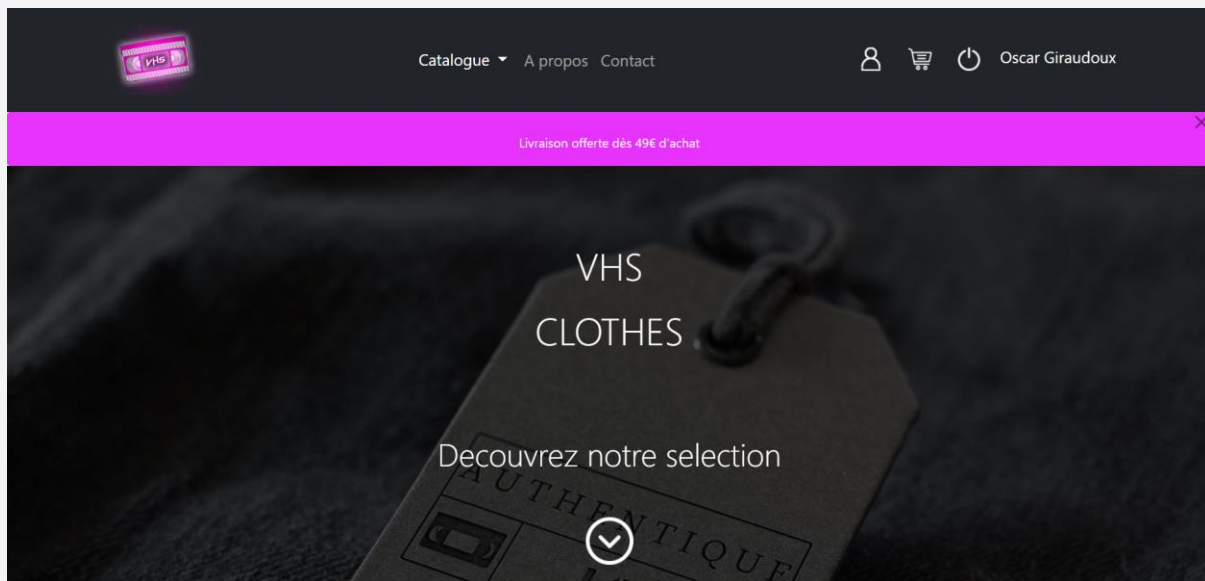 VHS
Catalogue A propos Contact
Oscar Giraudoux
Livraison offerte dès 49€ d'achat
VHS
CLOTHES
Decouvrez notre selection
AUTHENTIQUE